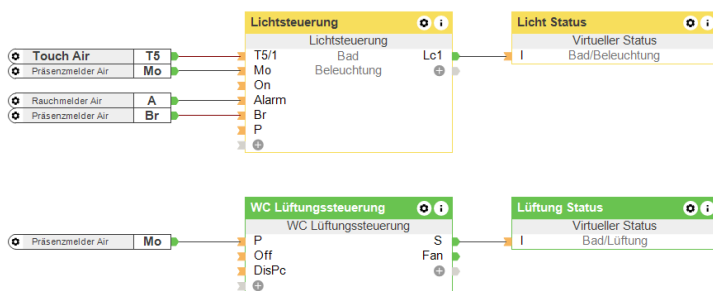 Lichtsteuerung
Licht Status
Lichtsteuerung
Virtueller Status
Touch Air T5
T5/1 Bad Lc1
I Bad/Beleuchtung
Präsenzmelder Air Mo
Mo Beleuchtung
On
Rauchmelder Air A
Alarm
Präsenzmelder Air Br
Br
P
WC Lüftungssteuerung
Lüftung Status
WC Lüftungssteuerung
Virtueller Status
Präsenzmelder Air Mo
P S
I Bad/Lüftung
Off Fan
DisPc